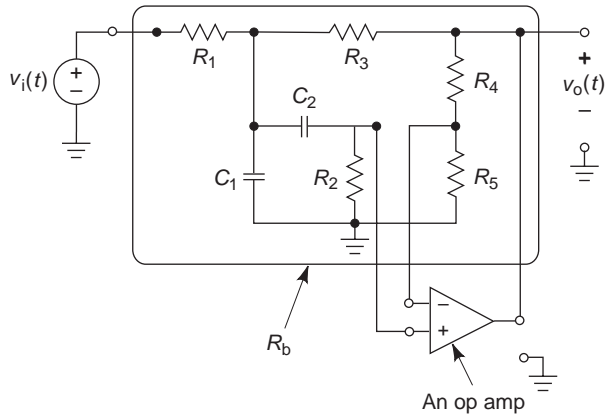 R1
R3
vi(t)
+
−
C2
R4
+
vo(t)
−
C1
R2
R5
−
+
Rb
An op amp